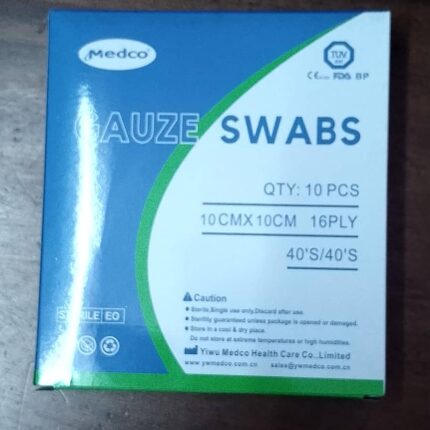 Medco
TÜV
CE FDA BP
GAUZE SWABS
QTY: 10 PCS
10CMX10CM 16PLY
40'S/40'S
Caution
Sterile,Single use only,Discard after use.
Sterility guaranteed unless package is opened or damaged.
Store in a cool & dry place.
Do not store at extreme temperatures or high humidities.
STERILE EO
Yiwu Medco Health Care Co.,Limited
www.ywmedco.com.cn sales@ywmedco.com.cn